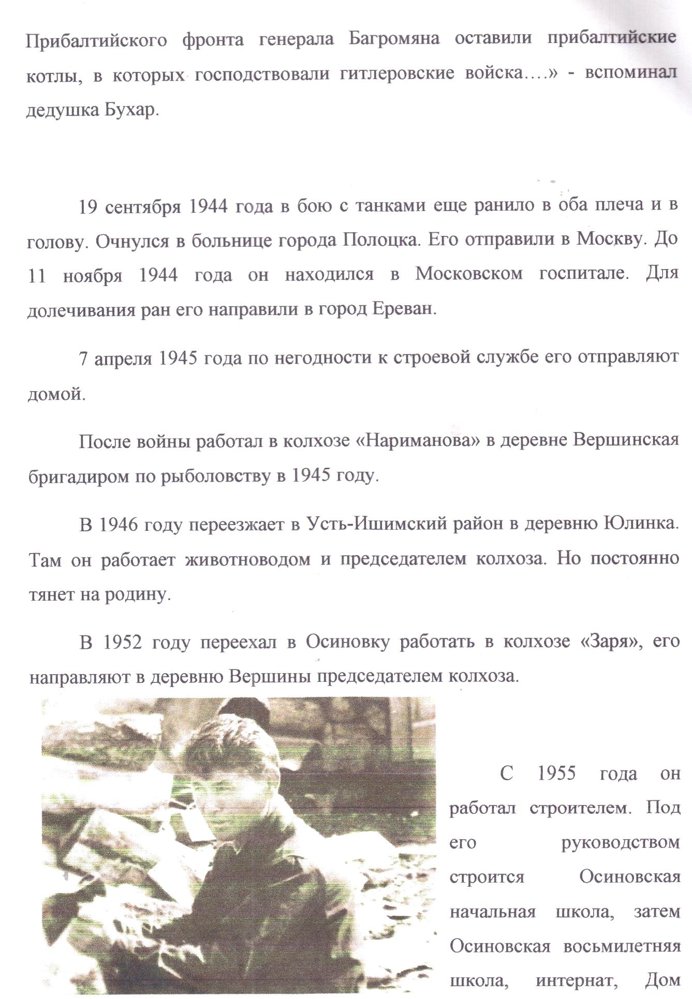 Прибалтийского фронта генерала Багромяна оставили прибалтийские
котлы, в которых господствовали гитлеровские войска….» - вспоминал
дедушка Бухар.
19 сентября 1944 года в бою с танками еще ранило в оба плеча и в
голову. Очнулся в больнице города Полоцка. Его отправили в Москву. До
11 ноября 1944 года он находился в Московском госпитале. Для
долечивания ран его направили в город Ереван.
7 апреля 1945 года по негодности к строевой службе его отправляют
домой.
После войны работал в колхозе «Нариманова» в деревне Вершинская
бригадиром по рыболовству в 1945 году.
В 1946 году переезжает в Усть-Ишимский район в деревню Юлинка.
Там он работает животноводом и председателем колхоза. Но постоянно
тянет на родину.
В 1952 году переехал в Осиновку работать в колхозе «Заря», его
направляют в деревню Вершины председателем колхоза.
С 1955 года он
работал строителем. Под
его руководством
строится Осиновская
начальная школа, затем
Осиновская восьмилетняя
школа, интернат, Дом